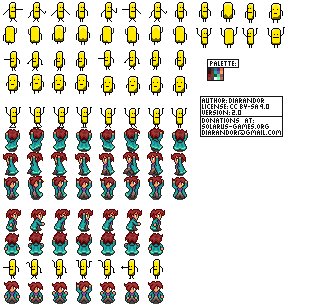 PALETTE:
AUTHOR: DIARANDOR
LICENSE: CC BY-SA 4.0
VERSION: 2.0
DONATIONS AT:
SOLARUS-GAMES.ORG
DIARANDOR@GMAIL.COM